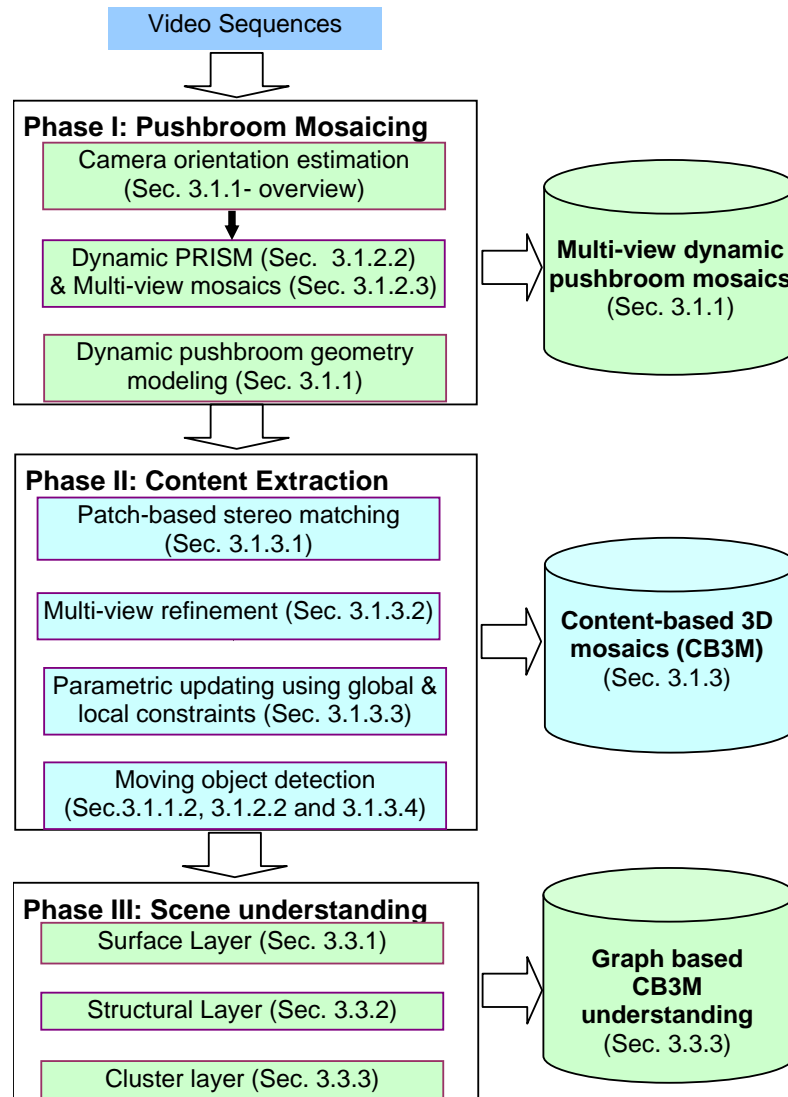 Video Sequences
Phase I: Pushbroom Mosaicing
Camera orientation estimation
(Sec. 3.1.1- overview)
Dynamic PRISM (Sec.  3.1.2.2)
& Multi-view mosaics (Sec. 3.1.2.3)
Dynamic pushbroom geometry
modeling (Sec. 3.1.1)
Multi-view dynamic
pushbroom mosaics
(Sec. 3.1.1)
Phase II: Content Extraction
Patch-based stereo matching
(Sec. 3.1.3.1)
Multi-view refinement (Sec. 3.1.3.2)
Parametric updating using global &
local constraints (Sec. 3.1.3.3)
Moving object detection
(Sec.3.1.1.2, 3.1.2.2 and 3.1.3.4)
Content-based 3D
mosaics (CB3M)
(Sec. 3.1.3)
Phase III: Scene understanding
Surface Layer (Sec. 3.3.1)
Structural Layer (Sec. 3.3.2)
Cluster layer (Sec. 3.3.3)
Graph based
CB3M
understanding
(Sec. 3.3.3)